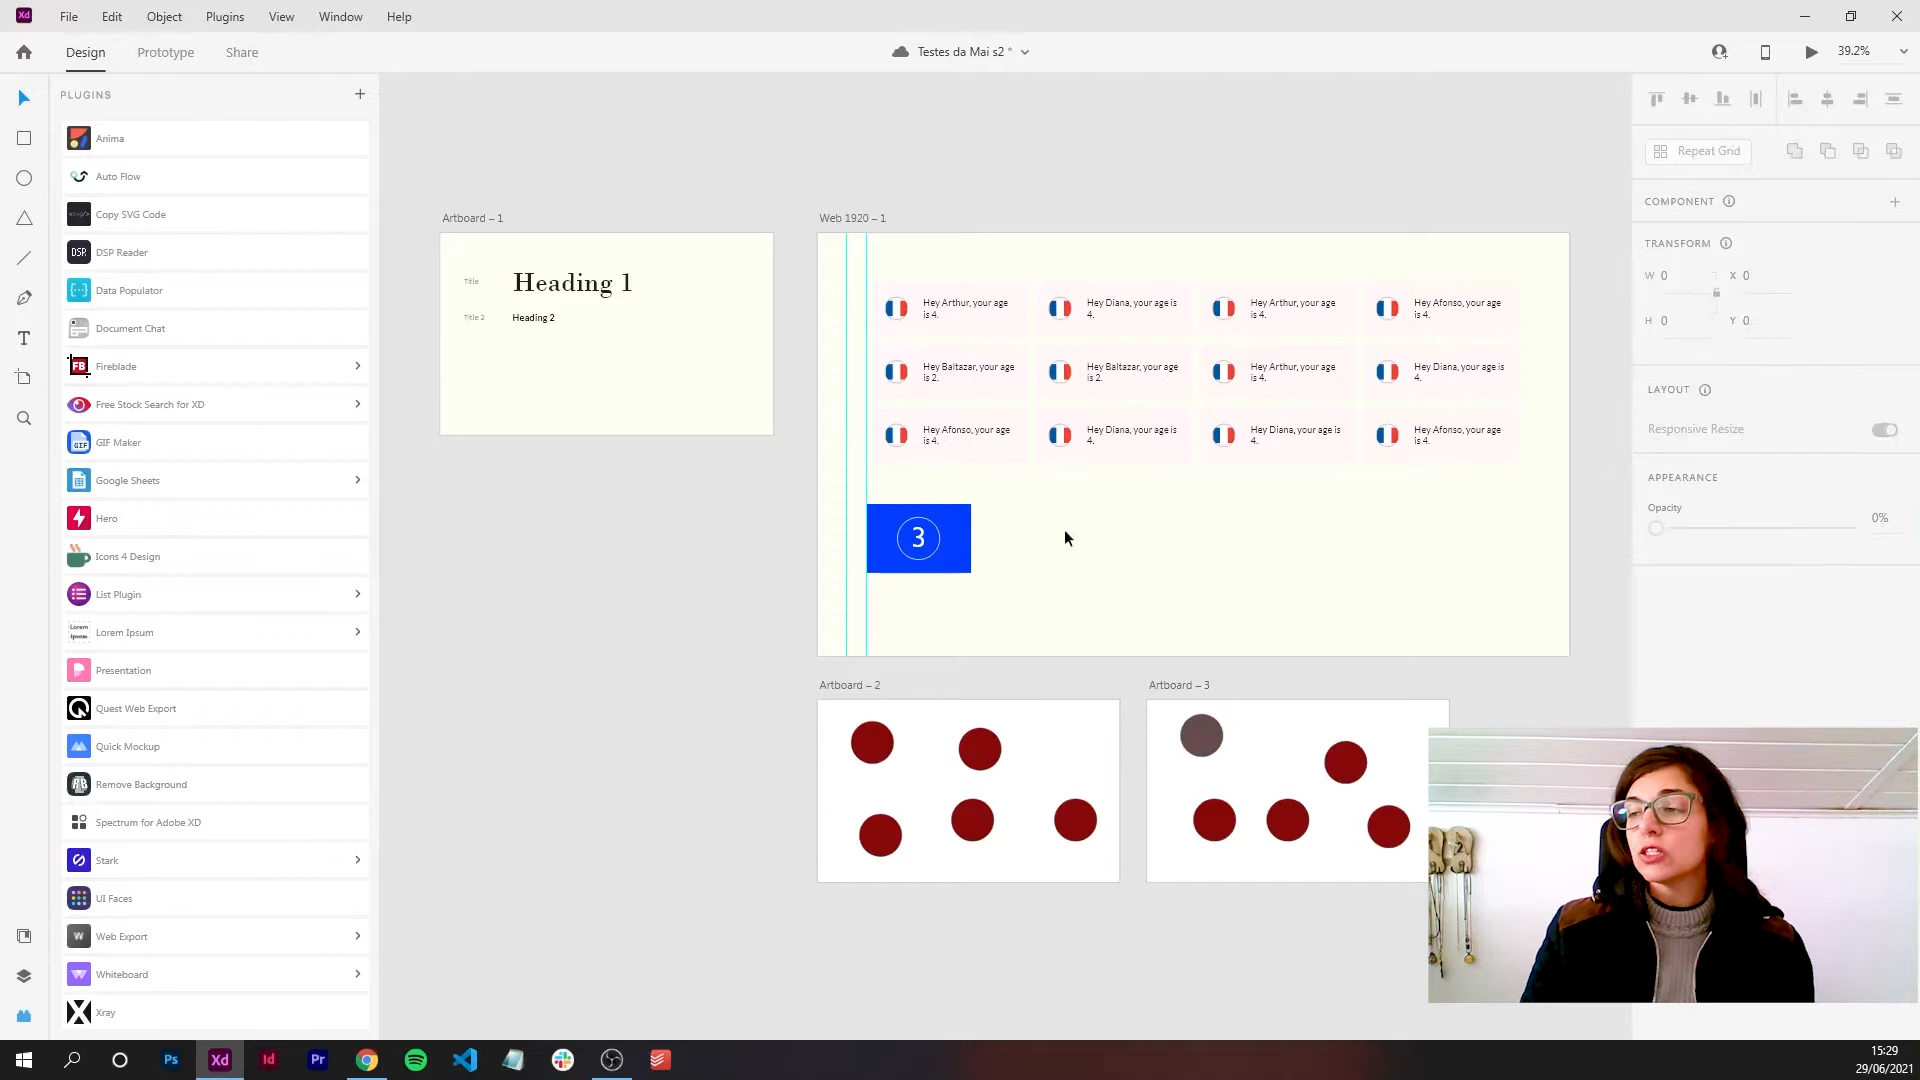 Xd
File Edit Object Plugins View Window Help
Design Prototype Share
Testes da Mai s2 *
39.2%
PLUGINS
Anima
Auto Flow
Copy SVG Code
DSP Reader
Data Populator
Document Chat
Fireblade
Free Stock Search for XD
GIF Maker
Google Sheets
Hero
Icons 4 Design
List Plugin
Lorem Ipsum
Presentation
Quest Web Export
Quick Mockup
Remove Background
Spectrum for Adobe XD
Stark
UI Faces
Web Export
Whiteboard
Xray
Artboard – 1
Title Heading 1
Title 2 Heading 2
Web 1920 – 1
Hey Arthur, your age
is 4.
Hey Diana, your age is
4.
Hey Arthur, your age
is 4.
Hey Afonso, your age
is 4.
Hey Baltazar, your age
is 2.
Hey Baltazar, your age
is 2.
Hey Arthur, your age
is 4.
Hey Diana, your age is
4.
Hey Afonso, your age
is 4.
Hey Diana, your age is
4.
Hey Diana, your age is
4.
Hey Afonso, your age
is 4.
3
Artboard – 2
Artboard – 3
Repeat Grid
COMPONENT
TRANSFORM
W 0 X 0
H 0 Y 0
LAYOUT
Responsive Resize
APPEARANCE
Opacity
0%
Ps Xd Id Pr
15:29
29/06/2021